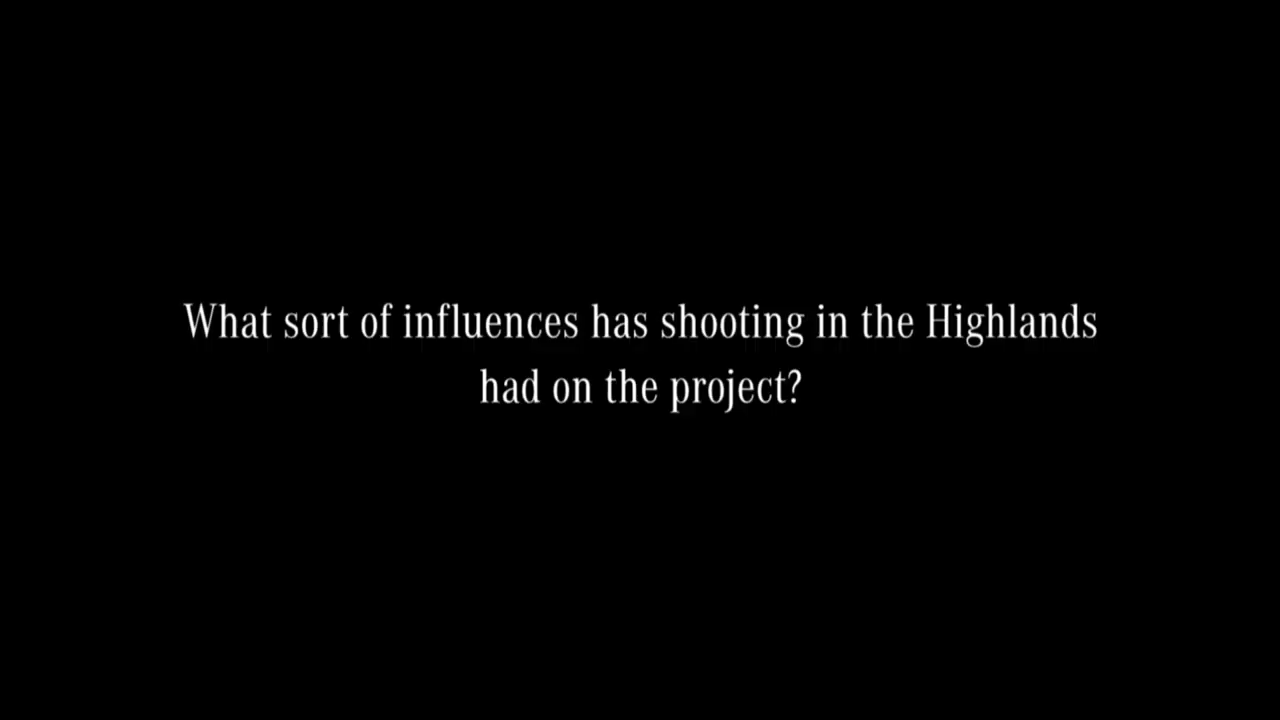 What sort of influences has shooting in the Highlands
had on the project?